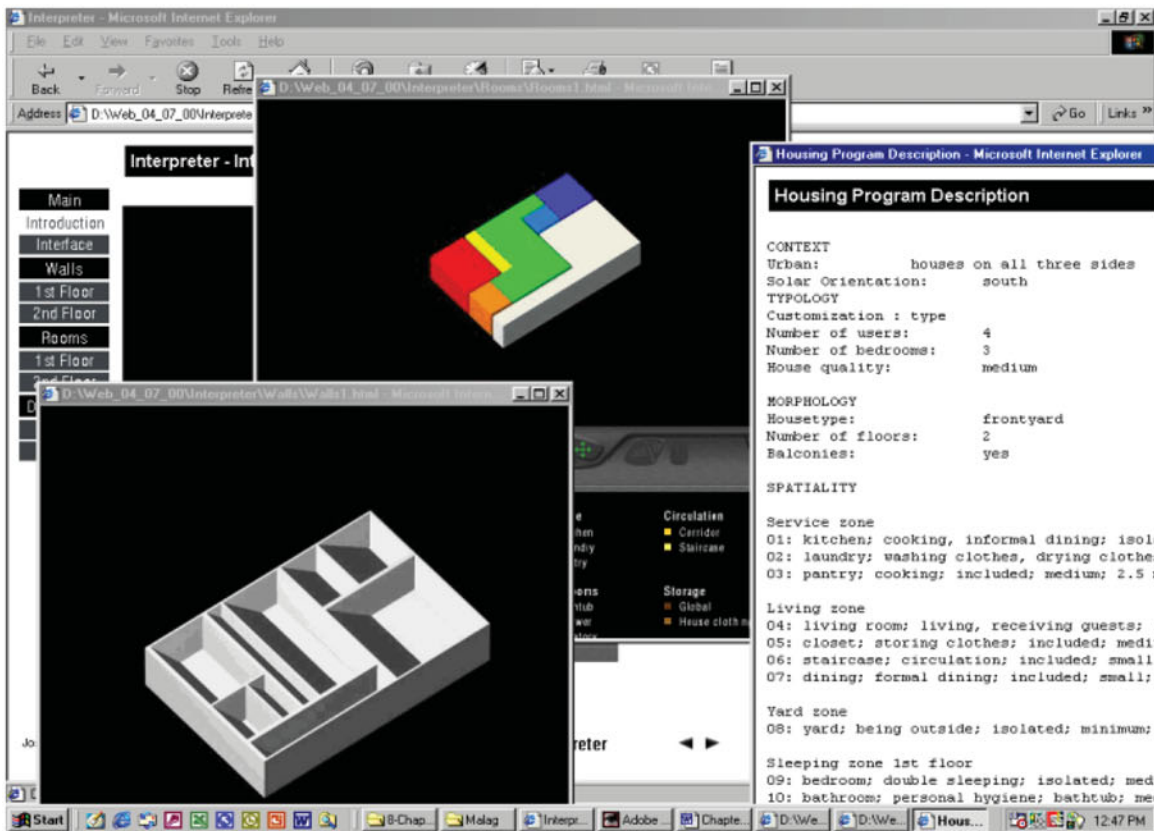 Interpreter - Microsoft Internet Explorer
File Edit View Favorites Tools Help
Back Forward Stop Refre
Address D:\Web_04_07_00\Interprete
Go Links »
D:\Web_04_07_00\Interpreter\Rooms\Rooms1.html - Microsoft Inte
Interpreter - Int
Main
Introduction
Interface
Walls
1st Floor
2nd Floor
Rooms
1st Floor
2nd Floor
D:\Web_04_07_00\Interpreter\Walls\Walls1.html - Microsoft Intern
Circulation
Corridor
Staircase
Storage
Global
House cloth
reter
Housing Program Description - Microsoft Internet Explorer
Housing Program Description
CONTEXT
Urban: houses on all three sides
Solar Orientation: south
TYPOLOGY
Customization : type
Number of users: 4
Number of bedrooms: 3
House quality: medium
MORPHOLOGY
Housetype: frontyard
Number of floors: 2
Balconies: yes
SPATIALITY
Service zone
01: kitchen; cooking, informal dining; isol
02: laundry; washing clothes, drying clothe
03: pantry; cooking; included; medium; 2.5
Living zone
04: living room; living, receiving guests;
05: closet; storing clothes; included; medi
06: staircase; circulation; included; small
07: dining; formal dining; included; small;
Yard zone
08: yard; being outside; isolated; minimum;
Sleeping zone 1st floor
09: bedroom; double sleeping; isolated; med
10: bathroom; personal hygiene; bathtub; me
Start 8-Chap... Malag Interpr... Adobe ... Chapte... D:\We... D:\We... Hous... 12:47 PM